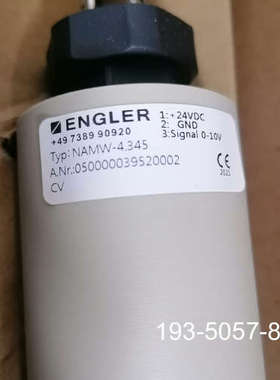 ENGLER
+49 7389 90920
1: +24VDC
2: GND
3: Signal 0-10V
Typ: NAMW-4.345
A.Nr.:050000039520002
CV
CE
2021
193-5057-8